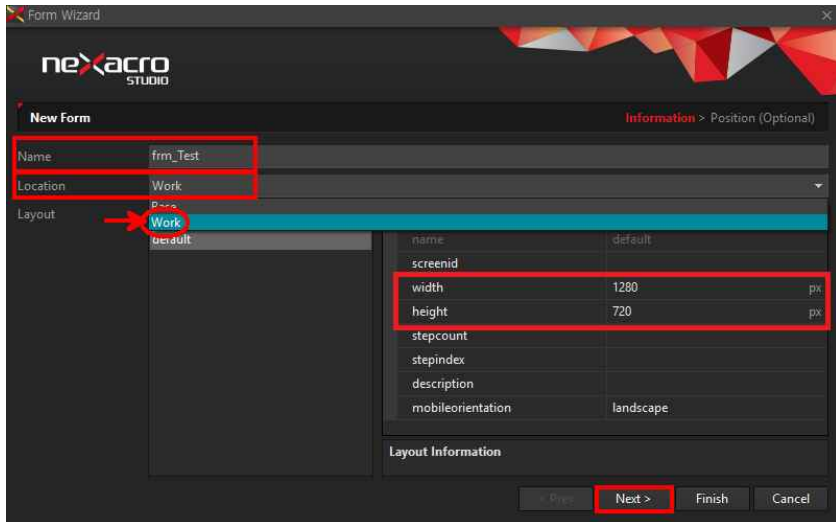 Form Wizard
nexacro
STUDIO
New Form
Information > Position (Optional)
Name frm_Test
Location Work
Layout
Base
Work
default
name default
screenid
width 1280 px
height 720 px
stepcount
stepindex
description
mobileorientation landscape
Layout Information
< Prev Next > Finish Cancel